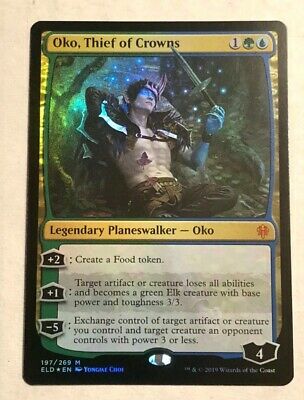 Oko, Thief of Crowns 1
Legendary Planeswalker — Oko
+2 : Create a Food token.
Target artifact or creature loses all abilities
+1 : and becomes a green Elk creature with base
power and toughness 3/3.
Exchange control of target artifact or creature
−5 : you control and target creature an opponent
controls with power 3 or less.
4
197/269 M
ELD ★ EN YONGJAE CHOI ™ & © 2019 Wizards of the Coast